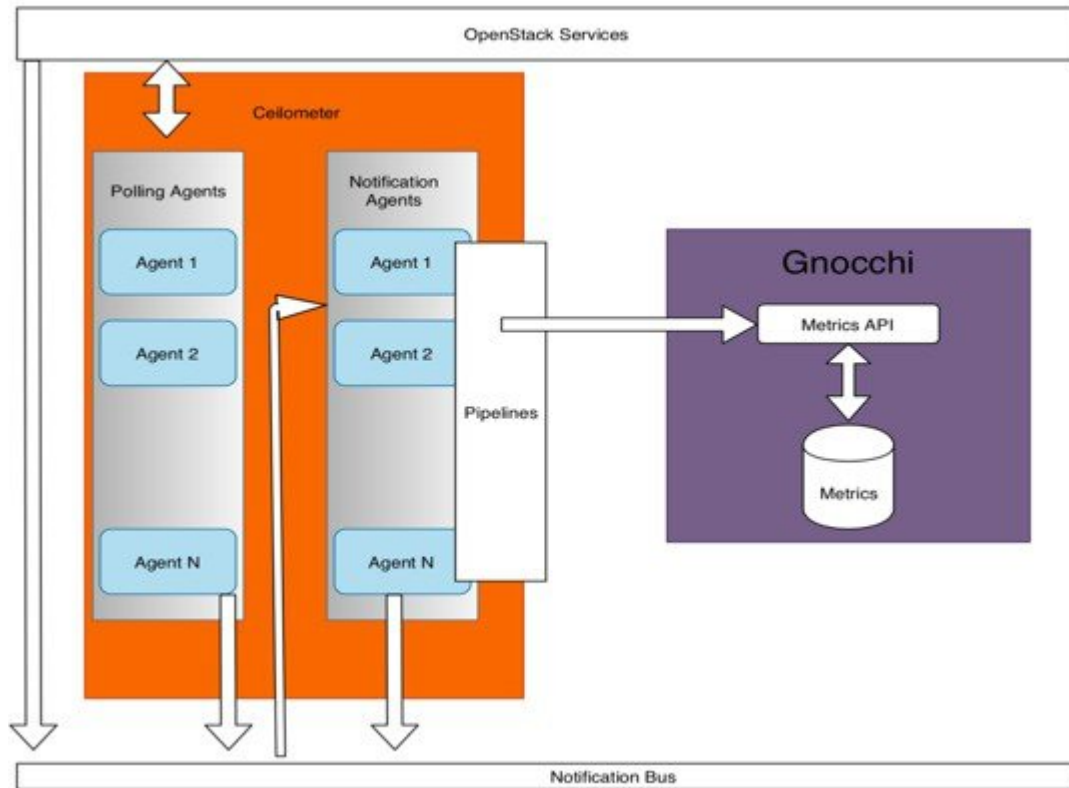 OpenStack Services
Ceilometer
Polling Agents
Agent 1
Agent 2
Agent N
Notification
Agents
Agent 1
Agent 2
Agent N
Pipelines
Gnocchi
Metrics API
Metrics
Notification Bus